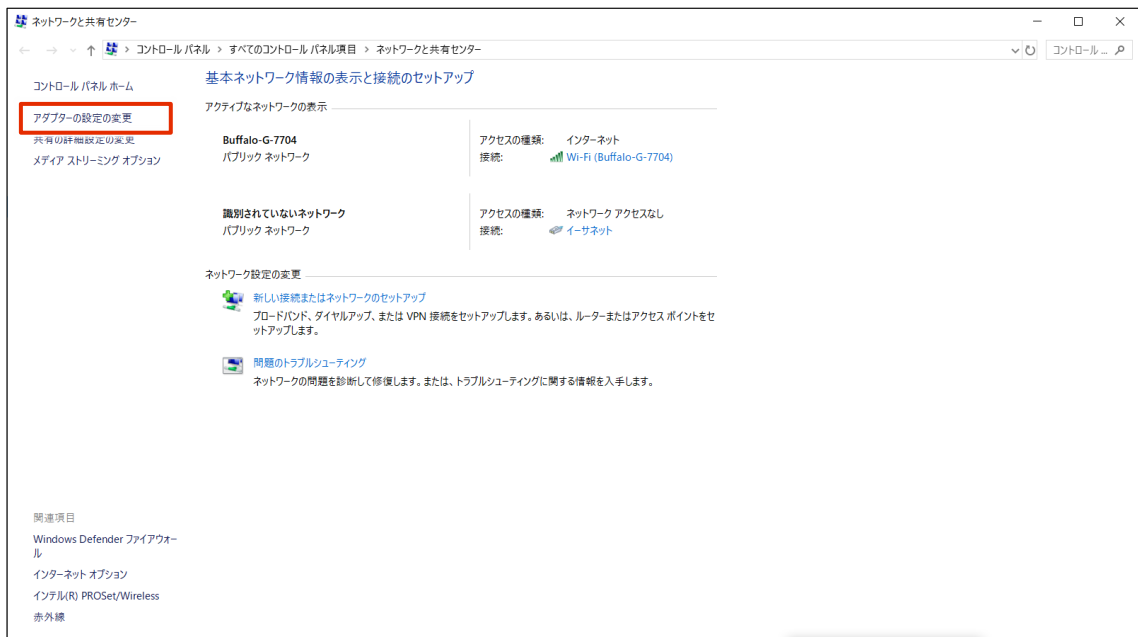 ネットワークと共有センター
コントロール パネル › すべてのコントロール パネル項目 › ネットワークと共有センター
コントロール ...
コントロール パネル ホーム
アダプターの設定の変更
共有の詳細設定の変更
メディア ストリーミング オプション
基本ネットワーク情報の表示と接続のセットアップ
アクティブなネットワークの表示
Buffalo-G-7704
パブリック ネットワーク
アクセスの種類: インターネット
接続: Wi-Fi (Buffalo-G-7704)
識別されていないネットワーク
パブリック ネットワーク
アクセスの種類: ネットワーク アクセスなし
接続: イーサネット
ネットワーク設定の変更
新しい接続またはネットワークのセットアップ
ブロードバンド、ダイヤルアップ、または VPN 接続をセットアップします。あるいは、ルーターまたはアクセス ポイントをセ
ットアップします。
問題のトラブルシューティング
ネットワークの問題を診断して修復します。または、トラブルシューティングに関する情報を入手します。
関連項目
Windows Defender ファイアウォー
ル
インターネット オプション
インテル(R) PROSet/Wireless
赤外線